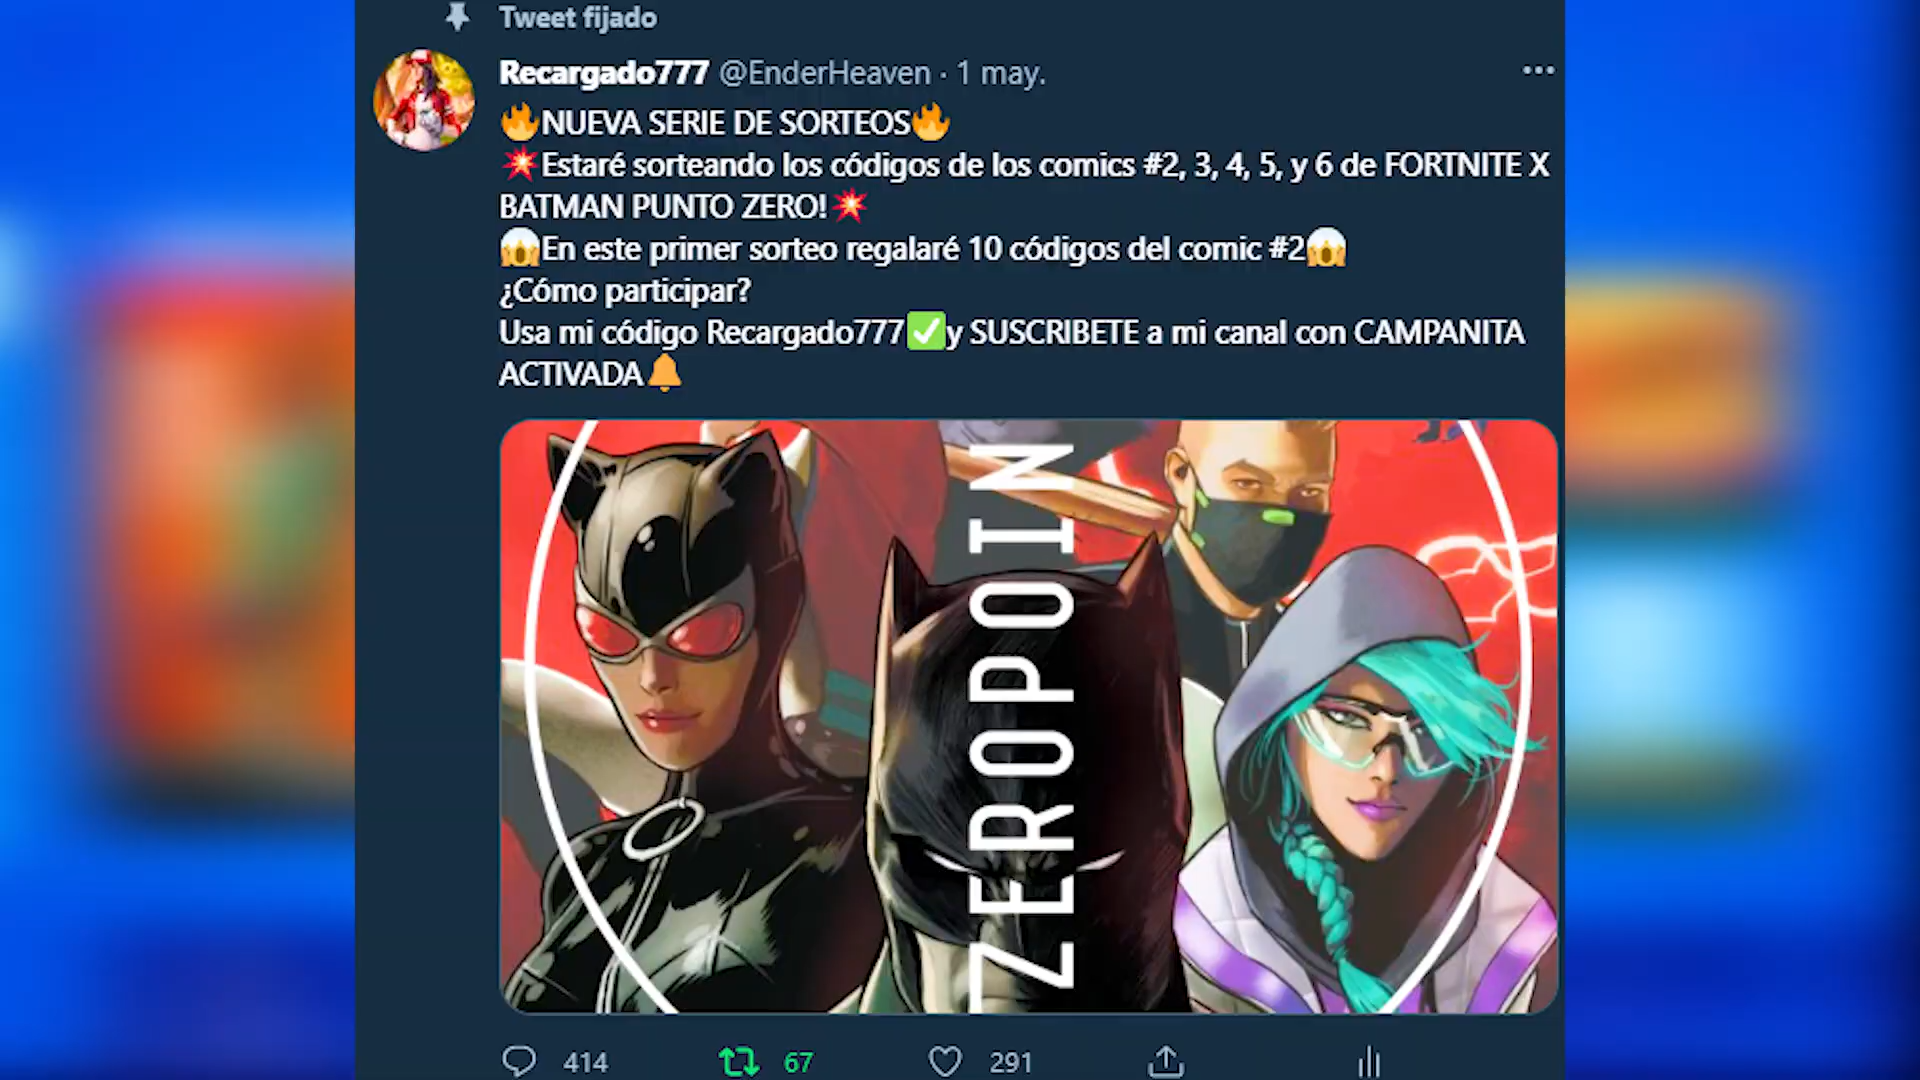 Tweet fijado
Recargado777 @EnderHeaven · 1 may.
🔥NUEVA SERIE DE SORTEOS🔥
💥Estaré sorteando los códigos de los comics #2, 3, 4, 5, y 6 de FORTNITE X
BATMAN PUNTO ZERO!💥
😱En este primer sorteo regalaré 10 códigos del comic #2😱
¿Cómo participar?
Usa mi código Recargado777✅y SUSCRIBETE a mi canal con CAMPANITA
ACTIVADA🔔
ZEROPOIN
414 67 291